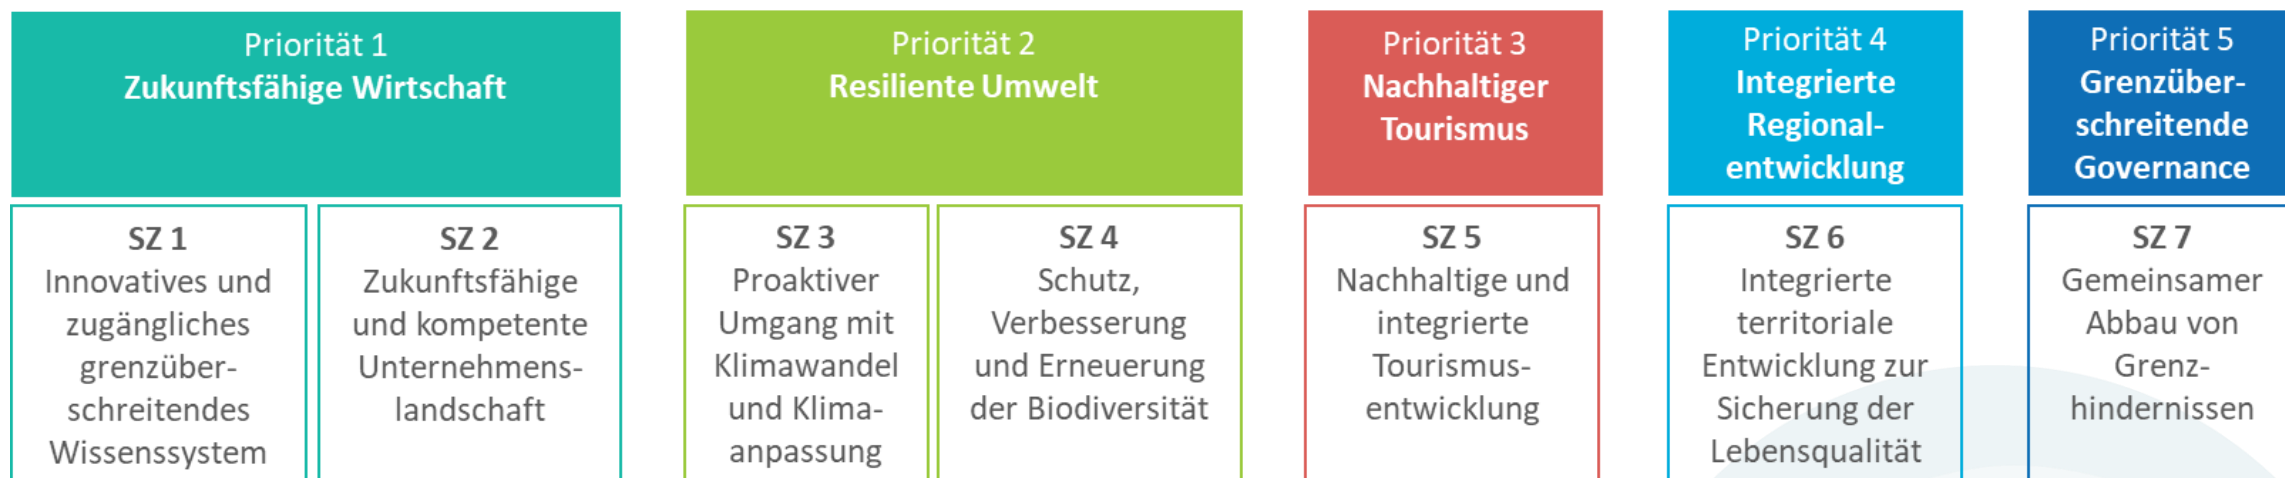 Priorität 1
Zukunftsfähige Wirtschaft
SZ 1
Innovatives und
zugängliches
grenzüber-
schreitendes
Wissenssystem
SZ 2
Zukunftsfähige
und kompetente
Unternehmens-
landschaft
Priorität 2
Resiliente Umwelt
SZ 3
Proaktiver
Umgang mit
Klimawandel
und Klima-
anpassung
SZ 4
Schutz,
Verbesserung
und Erneuerung
der Biodiversität
Priorität 3
Nachhaltiger
Tourismus
SZ 5
Nachhaltige und
integrierte
Tourismus-
entwicklung
Priorität 4
Integrierte
Regional-
entwicklung
SZ 6
Integrierte
territoriale
Entwicklung zur
Sicherung der
Lebensqualität
Priorität 5
Grenzüber-
schreitende
Governance
SZ 7
Gemeinsamer
Abbau von
Grenz-
hindernissen